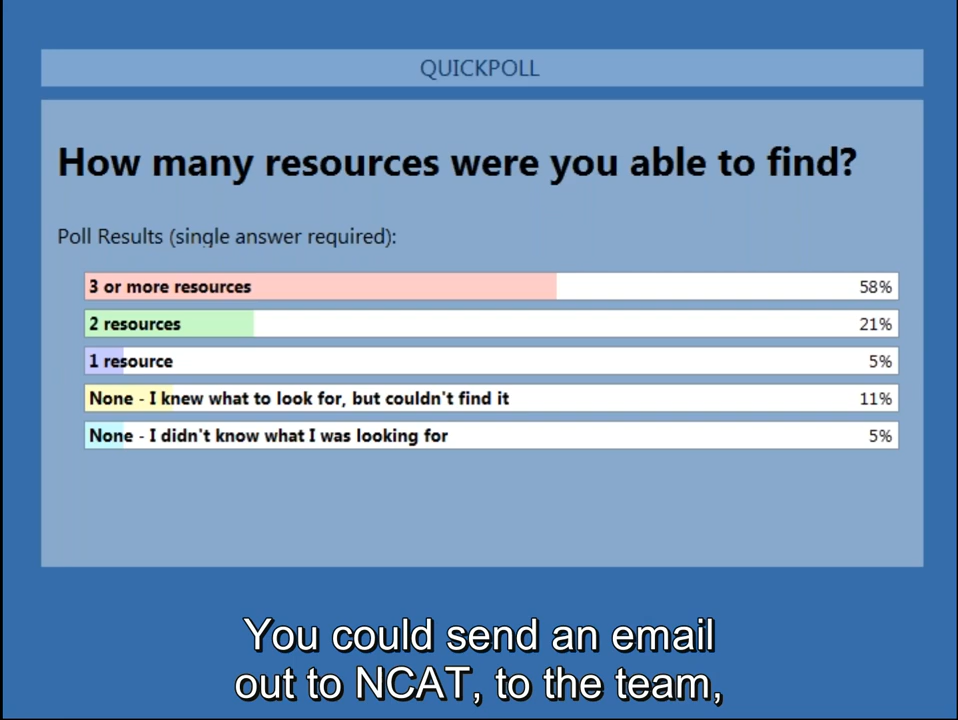 QUICKPOLL
How many resources were you able to find?
Poll Results (single answer required):
3 or more resources 58%
2 resources 21%
1 resource 5%
None - I knew what to look for, but couldn't find it 11%
None - I didn't know what I was looking for 5%
You could send an email
out to NCAT, to the team,